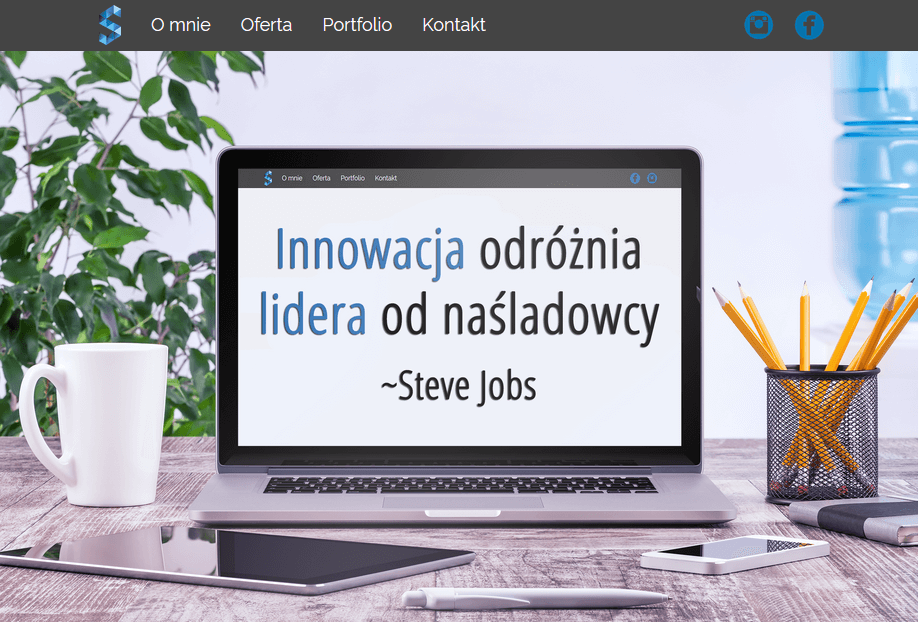 O mnie Oferta Portfolio Kontakt
O mnie Oferta Portfolio Kontakt
Innowacja odróżnia
lidera od naśladowcy
~Steve Jobs